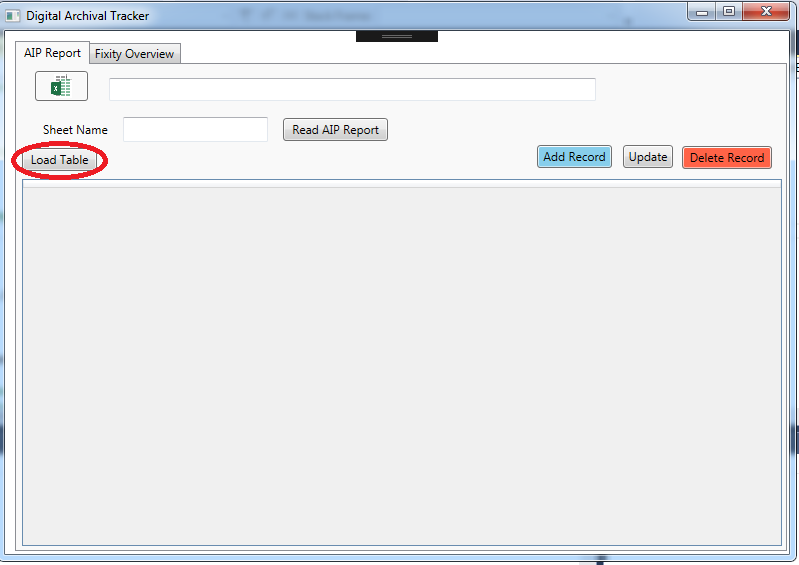 Digital Archival Tracker
AIP Report Fixity Overview
Sheet Name Read AIP Report
Load Table Add Record Update Delete Record